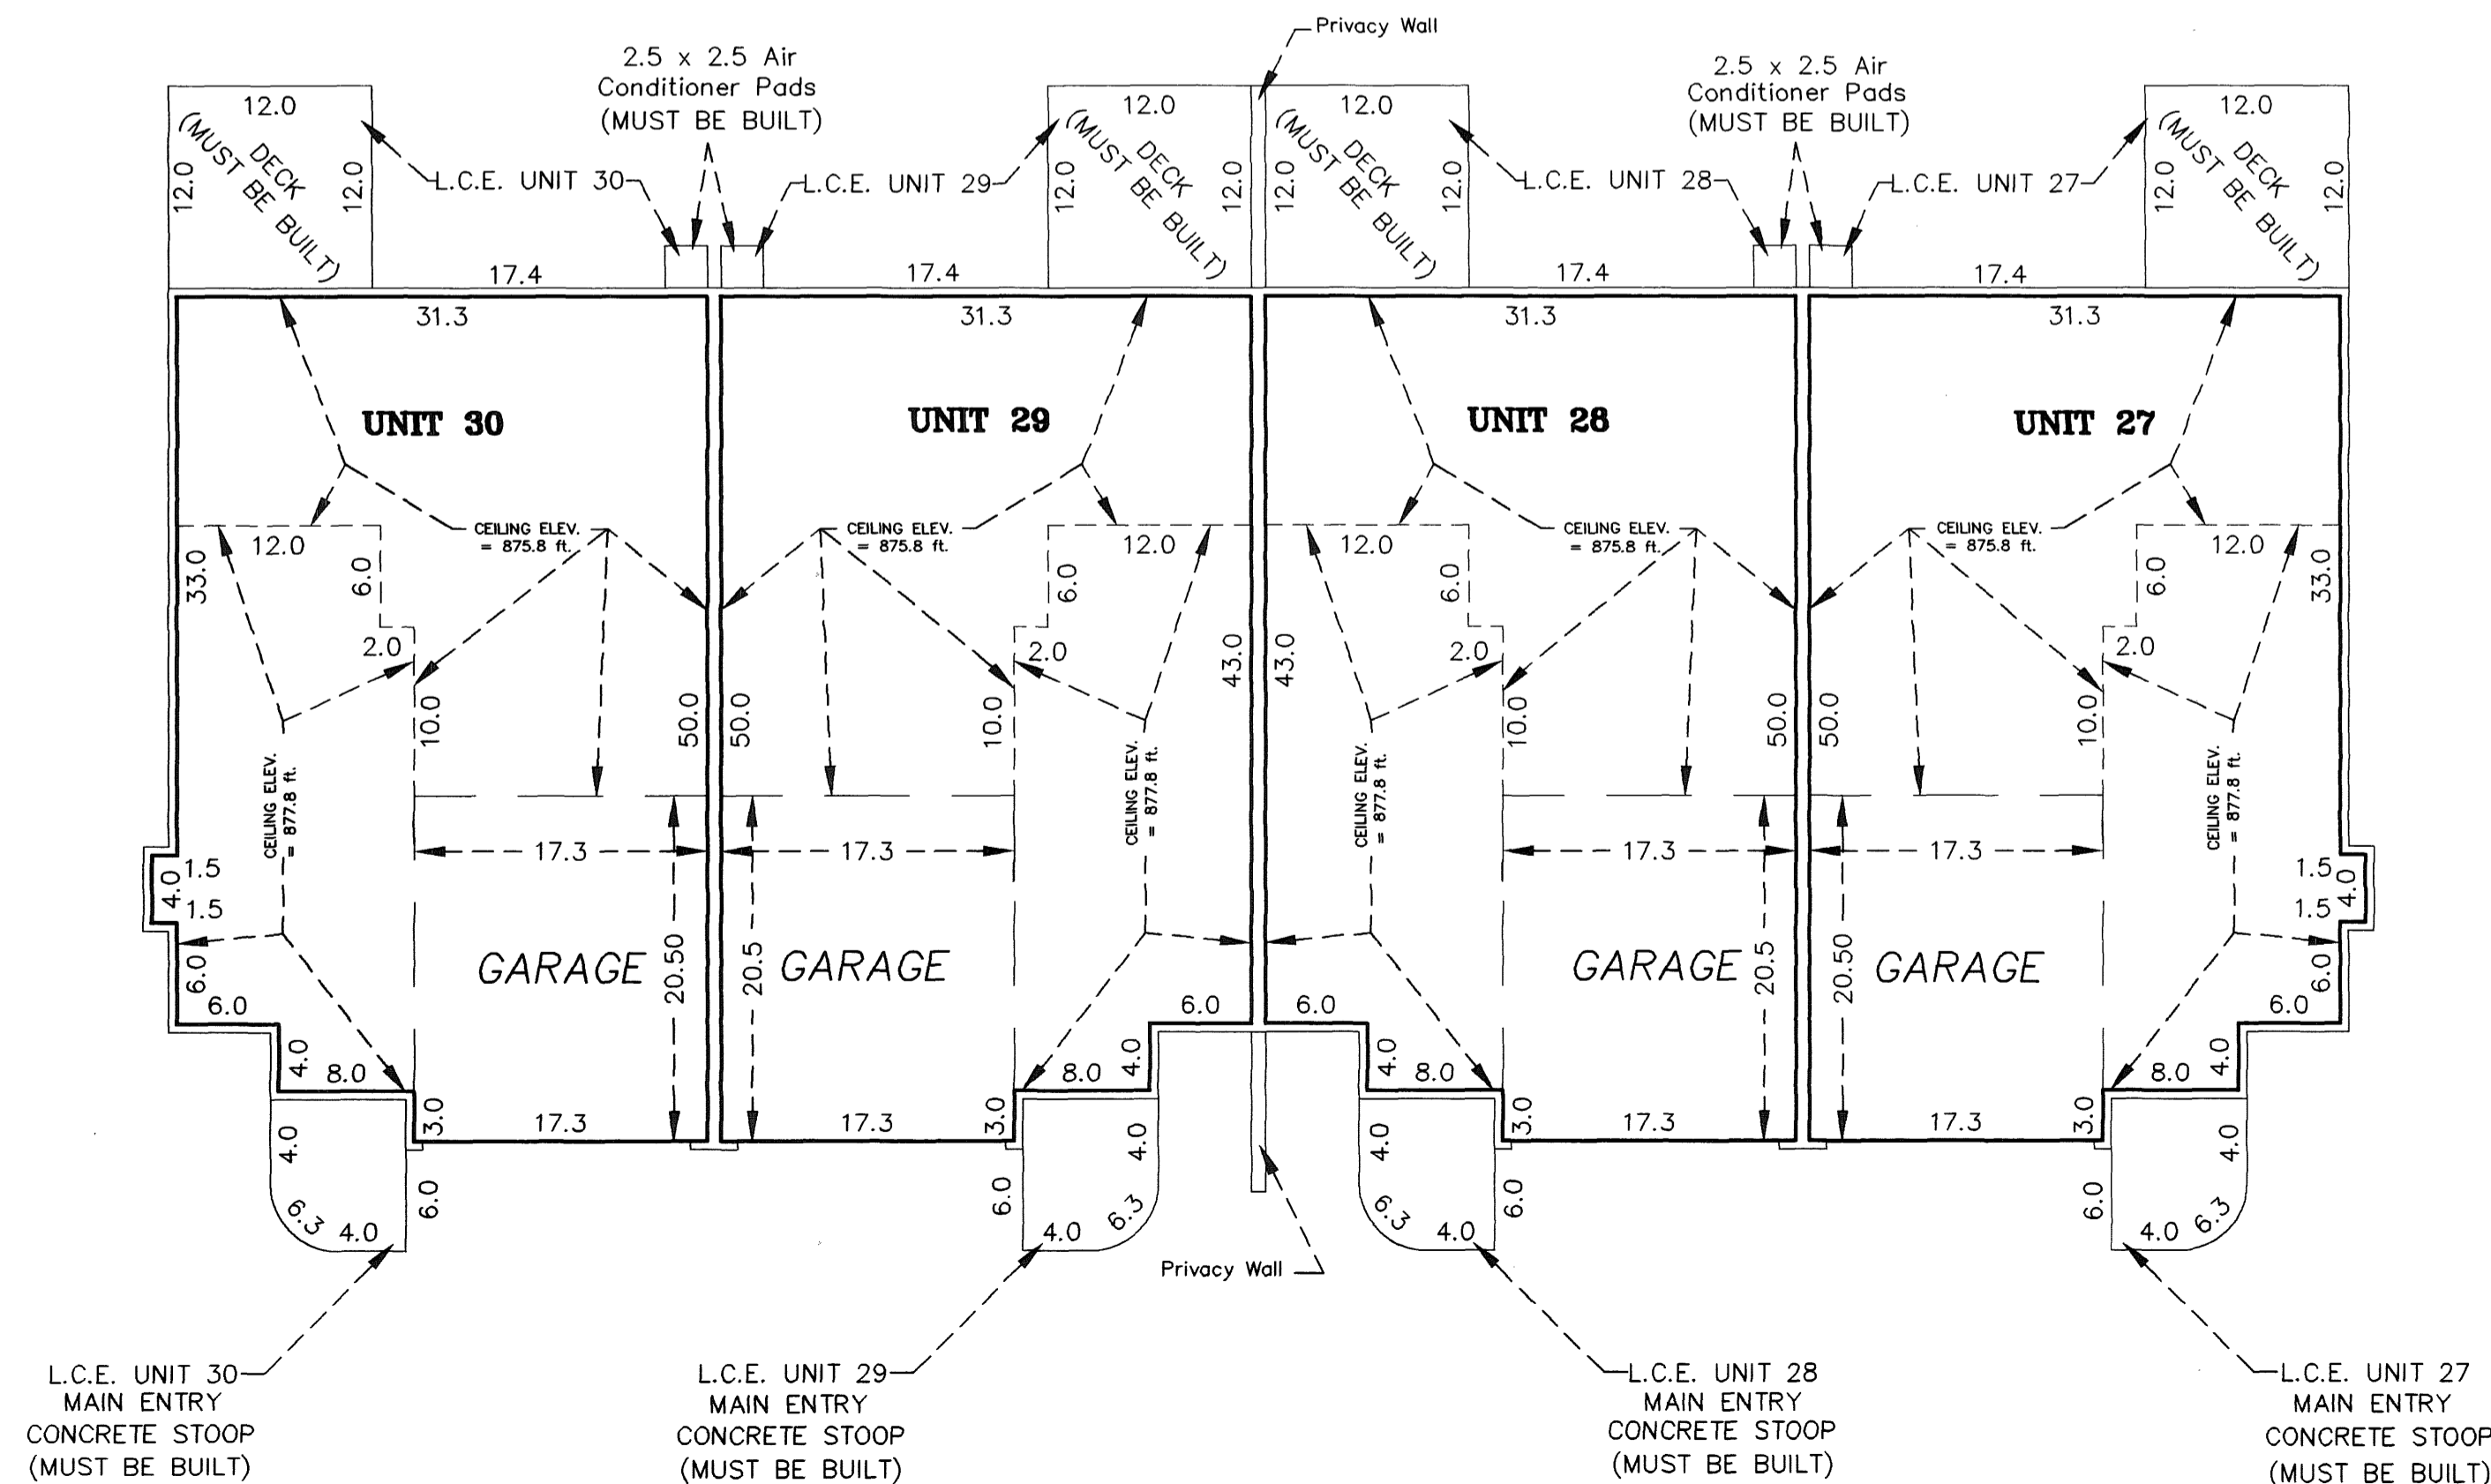 Privacy Wall
2.5 x 2.5 Air
Conditioner Pads
(MUST BE BUILT)
2.5 x 2.5 Air
Conditioner Pads
(MUST BE BUILT)
12.0
12.0
12.0
DECK
(MUST BE BUILT)
L.C.E. UNIT 30
L.C.E. UNIT 29
12.0
12.0
12.0
DECK
(MUST BE BUILT)
12.0
12.0
12.0
DECK
(MUST BE BUILT)
L.C.E. UNIT 28
L.C.E. UNIT 27
12.0
12.0
12.0
DECK
(MUST BE BUILT)
17.4
17.4
17.4
17.4
31.3
31.3
31.3
31.3
UNIT 30
UNIT 29
UNIT 28
UNIT 27
CEILING ELEV.
= 875.8 ft.
CEILING ELEV.
= 875.8 ft.
CEILING ELEV.
= 875.8 ft.
CEILING ELEV.
= 875.8 ft.
33.0
12.0
6.0
2.0
10.0
50.0
50.0
10.0
2.0
6.0
12.0
43.0
43.0
12.0
6.0
2.0
10.0
50.0
50.0
10.0
2.0
6.0
12.0
33.0
CEILING ELEV.
= 877.8 ft.
CEILING ELEV.
= 877.8 ft.
CEILING ELEV.
= 877.8 ft.
CEILING ELEV.
= 877.8 ft.
17.3
17.3
17.3
17.3
1.5
4.0
1.5
1.5
4.0
1.5
GARAGE
20.50
20.5
GARAGE
GARAGE
20.5
20.50
GARAGE
6.0
6.0
4.0
8.0
3.0
17.3
17.3
3.0
8.0
4.0
6.0
6.0
4.0
8.0
3.0
17.3
17.3
3.0
8.0
4.0
6.0
6.0
4.0
6.3
4.0
6.0
6.0
4.0
6.3
4.0
4.0
6.3
4.0
6.0
6.0
4.0
6.3
4.0
Privacy Wall
L.C.E. UNIT 30
MAIN ENTRY
CONCRETE STOOP
(MUST BE BUILT)
L.C.E. UNIT 29
MAIN ENTRY
CONCRETE STOOP
(MUST BE BUILT)
L.C.E. UNIT 28
MAIN ENTRY
CONCRETE STOOP
(MUST BE BUILT)
L.C.E. UNIT 27
MAIN ENTRY
CONCRETE STOOP
(MUST BE BUILT)